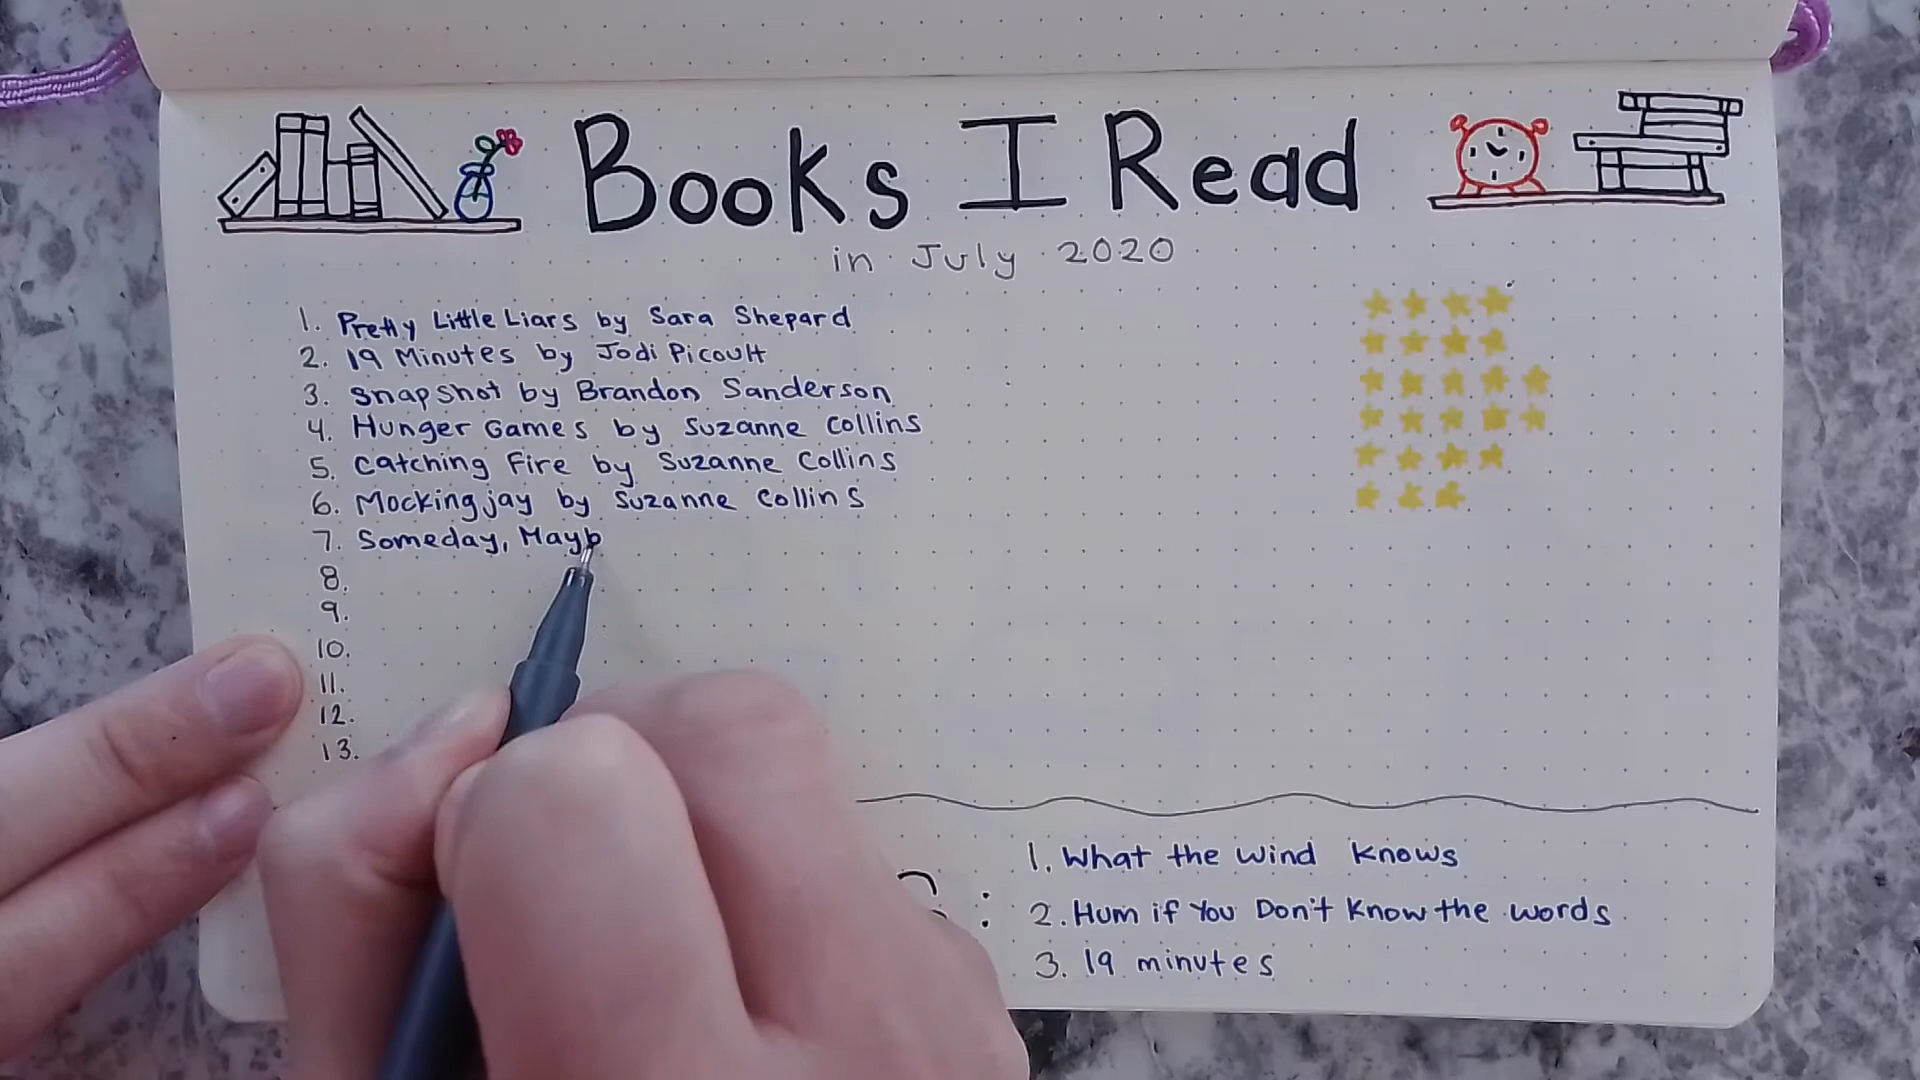 Books I Read
in July 2020
1. Pretty Little Liars by Sara Shepard
2. 19 Minutes by Jodi Picoult
3. Snapshot by Brandon Sanderson
4. Hunger Games by Suzanne Collins
5. Catching Fire by Suzanne Collins
6. Mockingjay by Suzanne Collins
7. Someday, Mayb
8.
9.
10.
11.
12.
13.
:
1. What the Wind Knows
2. Hum if You Don't Know the Words
3. 19 minutes